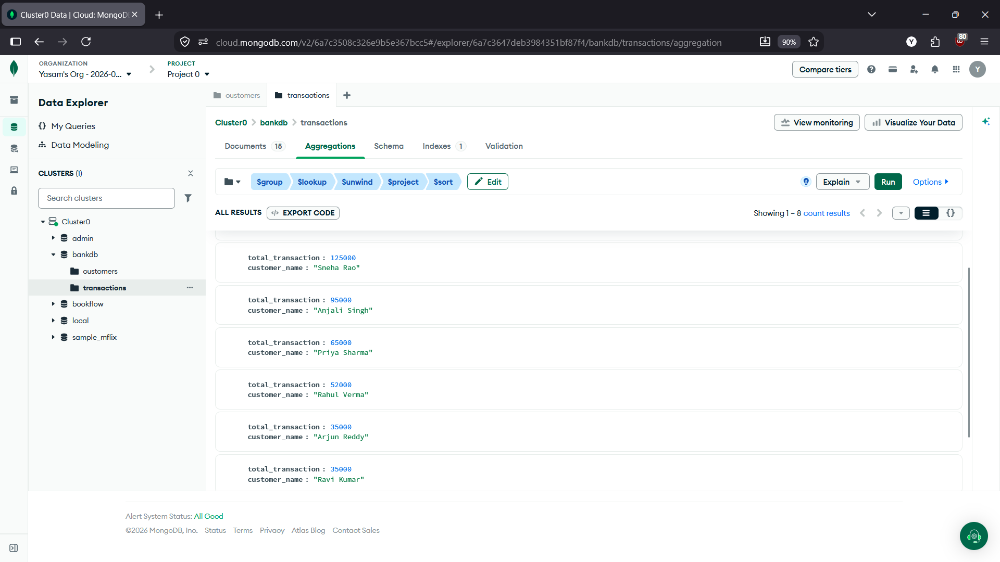 Cluster0 Data | Cloud: MongoDB
cloud.mongodb.com/v2/6a7c3508c326e9b5e367bcc5#/explorer/6a7c3647deb3984351bf87f4/bankdb/transactions/aggregation
90%
Y
80
ORGANIZATION
Yasam's Org - 2026-0...
PROJECT
Project 0
Compare tiers
Y
Data Explorer
My Queries
Data Modeling
CLUSTERS (1)
Search clusters
Cluster0
admin
bankdb
customers
transactions
bookflow
local
sample_mflix
customers
transactions
Cluster0 > bankdb > transactions
View monitoring
Visualize Your Data
Documents 15
Aggregations
Schema
Indexes 1
Validation
$group $lookup $unwind $project $sort
Edit
Explain
Run
Options
ALL RESULTS
EXPORT CODE
Showing 1 – 8 count results
total_transaction : 125000
customer_name : "Sneha Rao"
total_transaction : 95000
customer_name : "Anjali Singh"
total_transaction : 65000
customer_name : "Priya Sharma"
total_transaction : 52000
customer_name : "Rahul Verma"
total_transaction : 35000
customer_name : "Arjun Reddy"
total_transaction : 35000
customer_name : "Ravi Kumar"
Alert System Status: All Good
©2026 MongoDB, Inc. Status Terms Privacy Atlas Blog Contact Sales